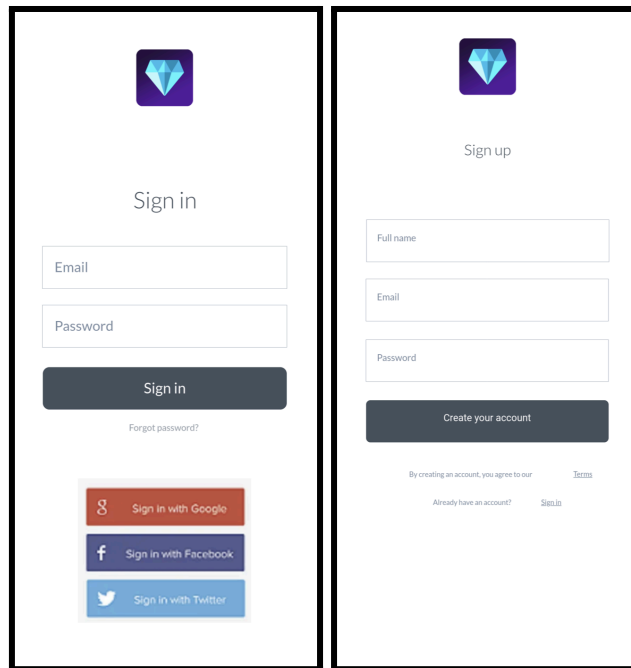 Sign in
Email
Password
Sign in
Forgot password?
g Sign in with Google
f Sign in with Facebook
Sign in with Twitter
Sign up
Full name
Email
Password
Create your account
By creating an account, you agree to our Terms
Already have an account? Sign in